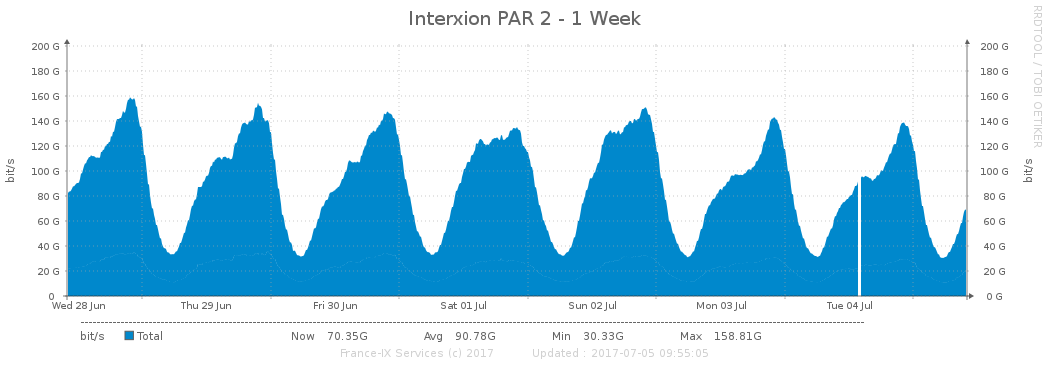 Interxion PAR 2 - 1 Week
RRDTOOL / TOBI OETIKER
200 G 200 G
180 G 180 G
160 G 160 G
140 G 140 G
120 G 120 G
100 G 100 G
80 G 80 G
60 G 60 G
40 G 40 G
20 G 20 G
0 0 G
bit/s bit/s
Wed 28 Jun Thu 29 Jun Fri 30 Jun Sat 01 Jul Sun 02 Jul Mon 03 Jul Tue 04 Jul
bit/s Total Now 70.35G Avg 90.78G Min 30.33G Max 158.81G
France-IX Services (c) 2017 Updated : 2017-07-05 09:55:05